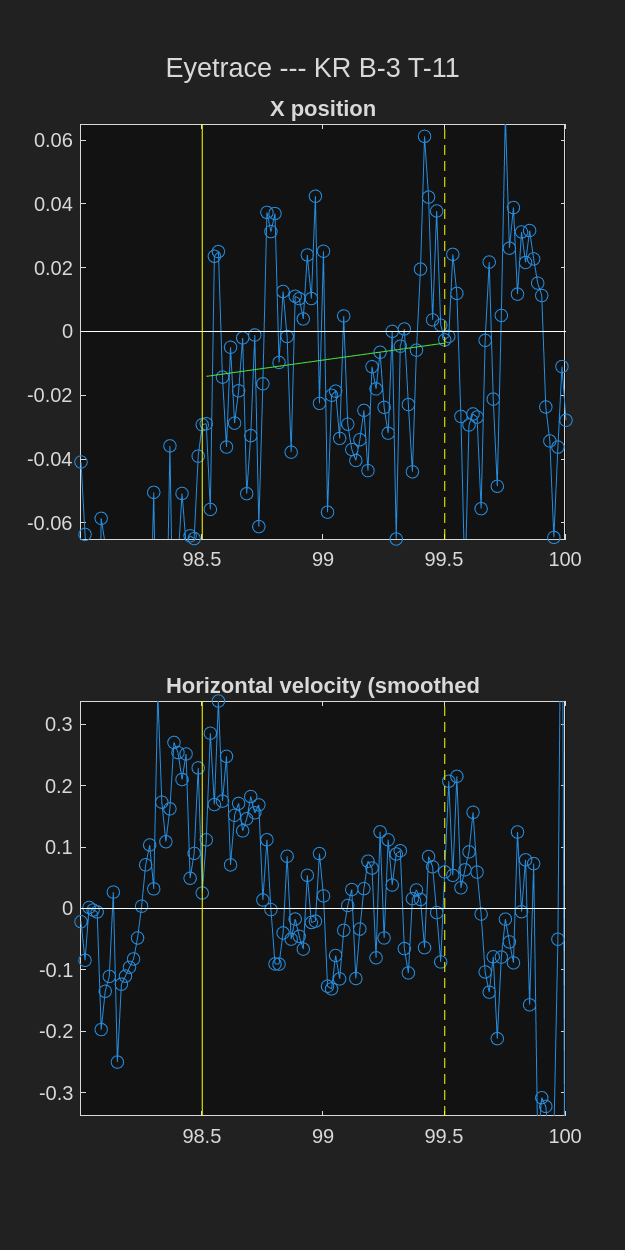 Eyetrace --- KR B-3 T-11
X position
0.06
0.04
0.02
0
-0.02
-0.04
-0.06
98.5 99 99.5 100
Horizontal velocity (smoothed
0.3
0.2
0.1
0
-0.1
-0.2
-0.3
98.5 99 99.5 100